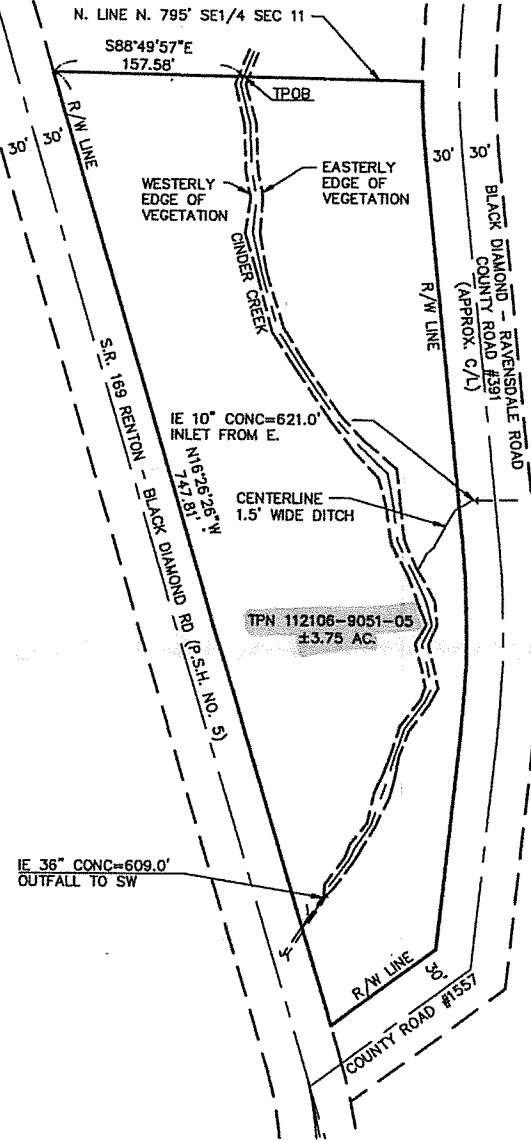 N. LINE N. 795' SE1/4 SEC 11
S88°49'57"E
157.58'
TPOB
R/W LINE
30' 30'
30' 30'
WESTERLY
EDGE OF
VEGETATION
EASTERLY
EDGE OF
VEGETATION
CINDER CREEK
R/W LINE
BLACK DIAMOND - RAVENSDALE ROAD
COUNTY ROAD #391
(APPROX. C/L)
S.R. 169 RENTON - BLACK DIAMOND RD (P.S.H. NO. 5)
N16°26'26"W
747.81'
IE 10" CONC=621.0'
INLET FROM E.
CENTERLINE
1.5' WIDE DITCH
TPN 112106-9051-05
±3.75 AC.
IE 36" CONC=609.0'
OUTFALL TO SW
R/W LINE
30'
COUNTY ROAD #1557